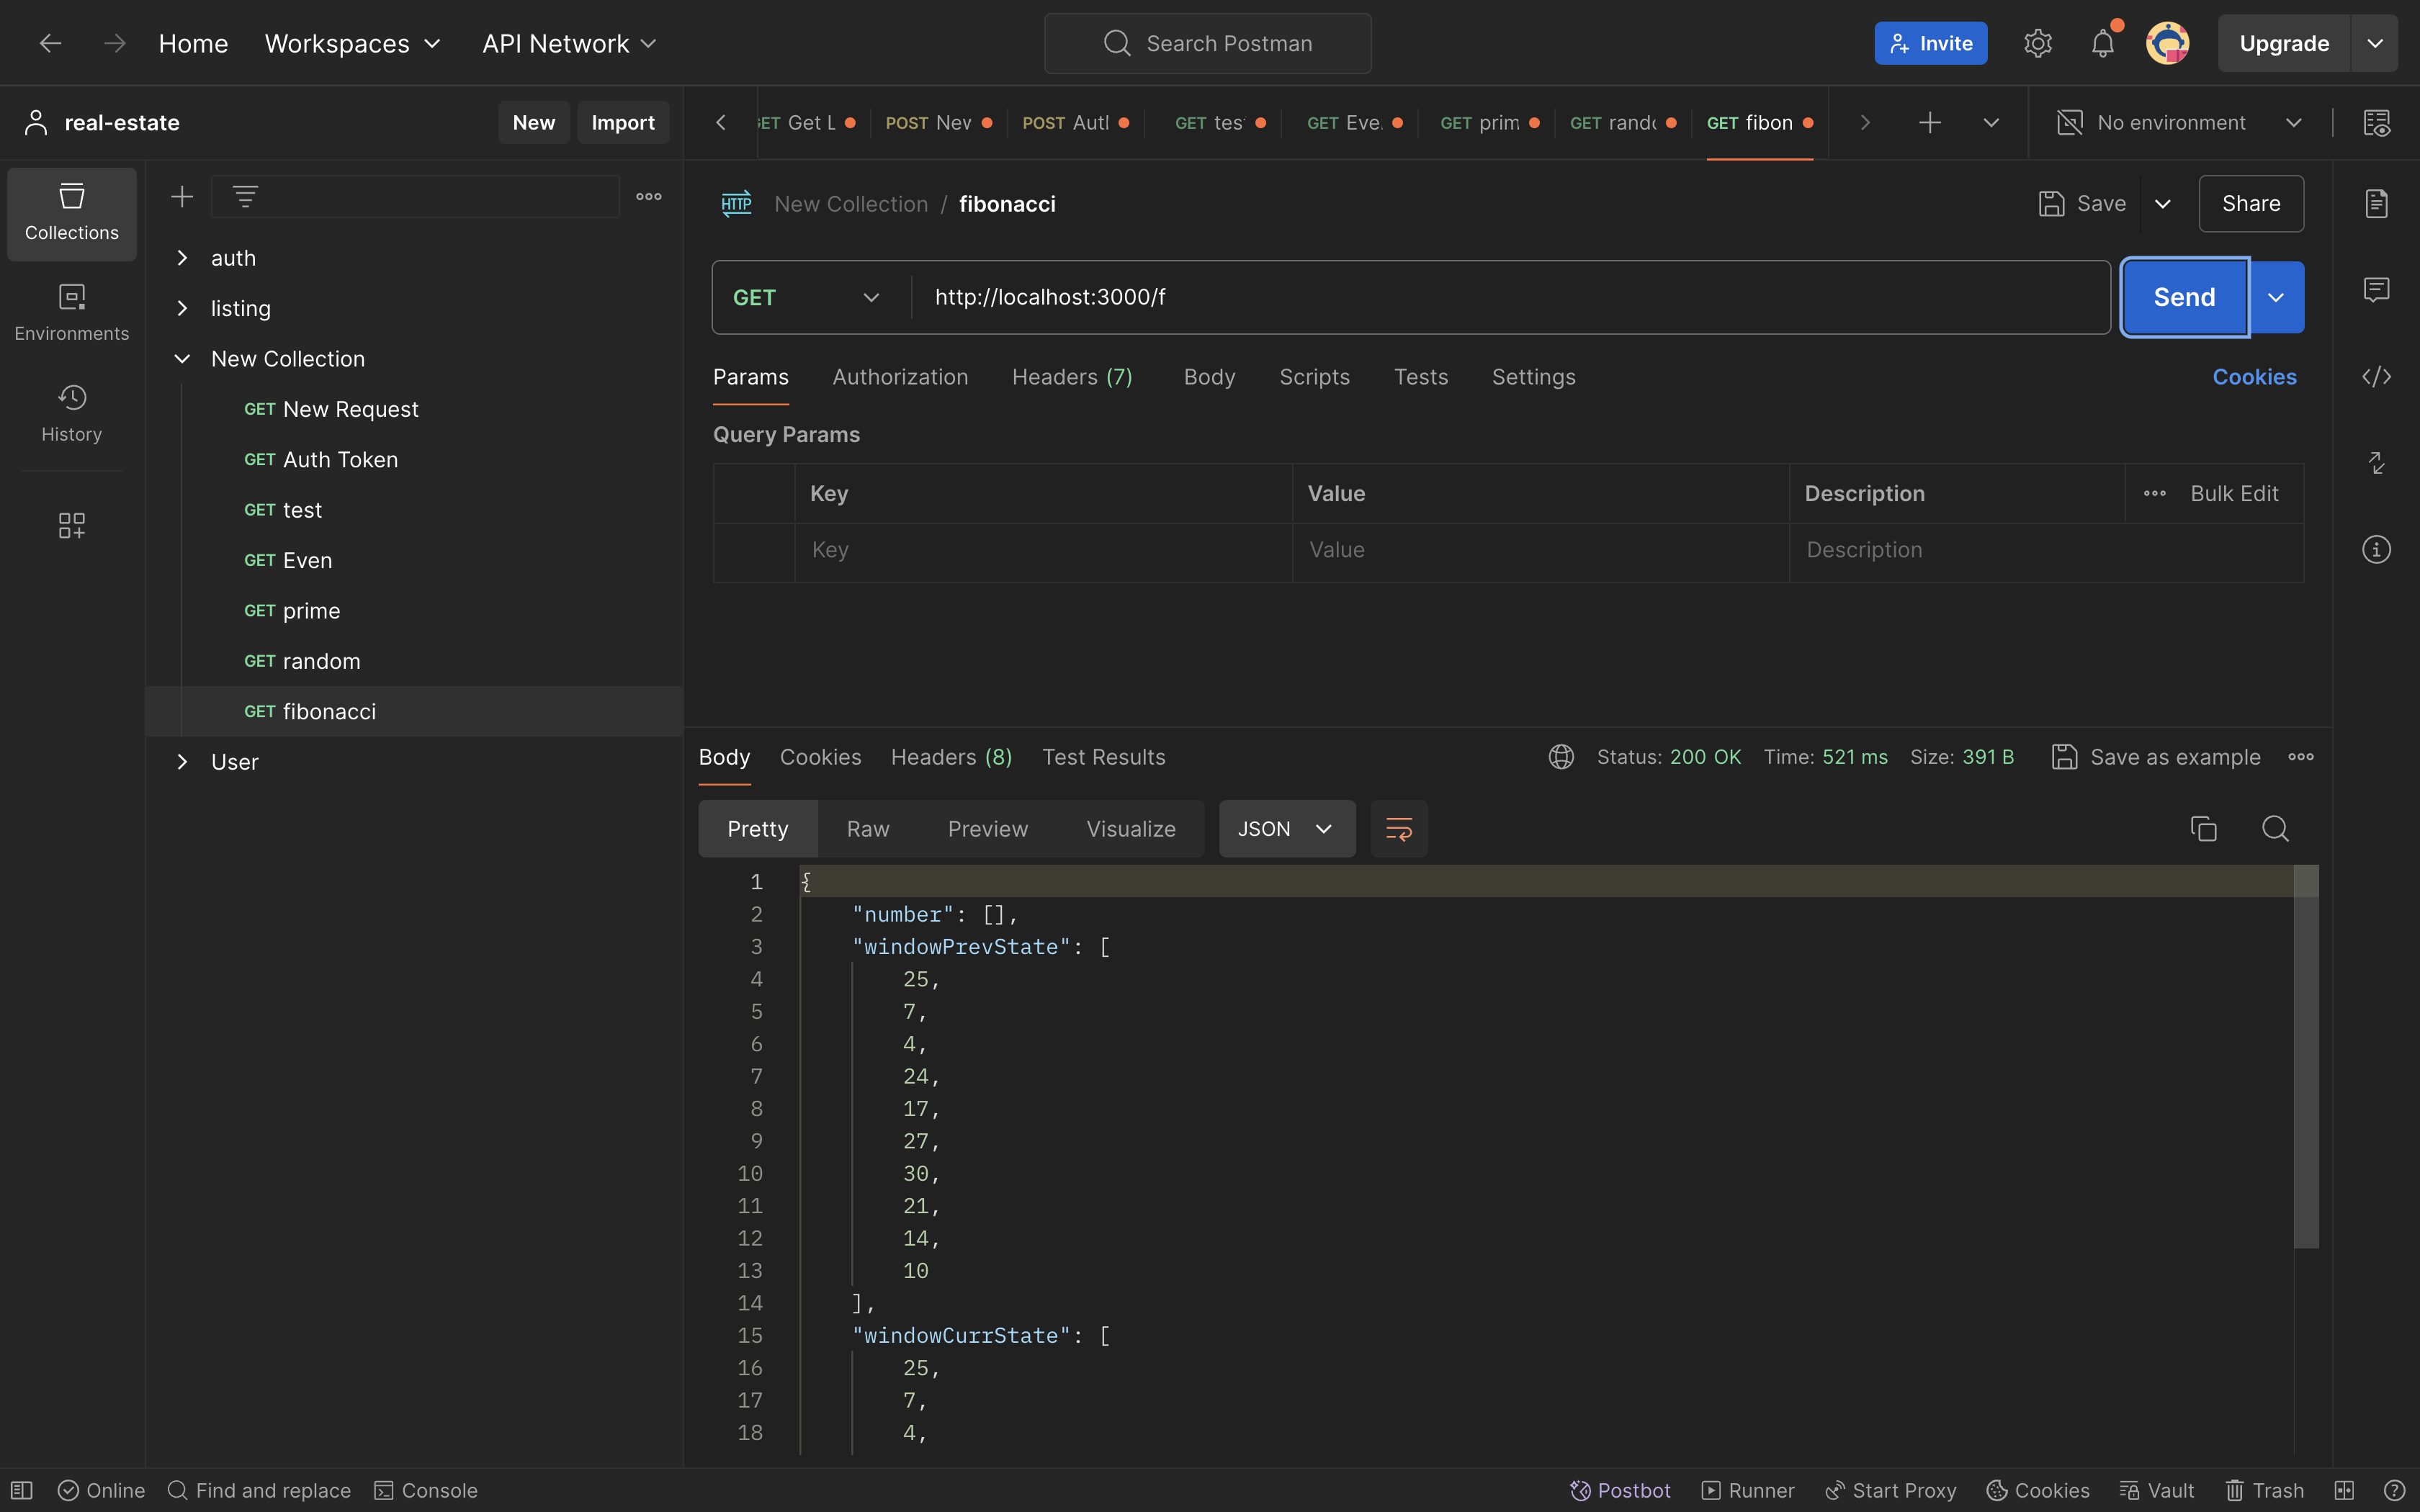 Home Workspaces API Network Search Postman Invite Upgrade
real-estate New Import
GET Get L POST Nev GET tes GET Eve. GET prim GET rand GET fibon No environment
Collections
Environments
History
auth
listing
New Collection
GET New Request
GET Auth Token
GET test
GET Even
GET prime
GET random
GET fibonacci
User
HTTP New Collection / fibonacci Save Share
GET http://localhost:3000/f Send
Params Authorization Headers (7) Body Scripts Tests Settings Cookies
Query Params
Key Value Description Bulk Edit
Key Value Description
Body Cookies Headers (8) Test Results Status: 200 OK Time: 521 ms Size: 391 B Save as example
Pretty Raw Preview Visualize JSON
1 {
2 "number": [],
3 "windowPrevState": [
4 25,
5 7,
6 4,
7 24,
8 17,
9 27,
10 30,
11 21,
12 14,
13 10
14 ],
15 "windowCurrState": [
16 25,
17 7,
18 4,
Online Find and replace Console Postbot Runner Start Proxy Cookies Vault Trash